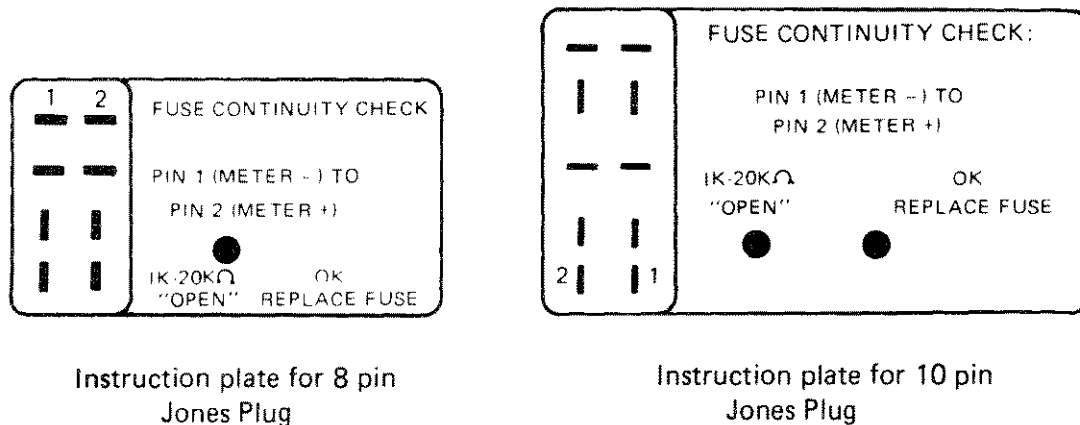 1 2
FUSE CONTINUITY CHECK
PIN 1 (METER - ) TO
PIN 2 (METER +)
1K-20KΩ OK
"OPEN" REPLACE FUSE
Instruction plate for 8 pin
Jones Plug
FUSE CONTINUITY CHECK:
PIN 1 (METER - ) TO
PIN 2 (METER +)
1K-20KΩ OK
"OPEN" REPLACE FUSE
2 1
Instruction plate for 10 pin
Jones Plug